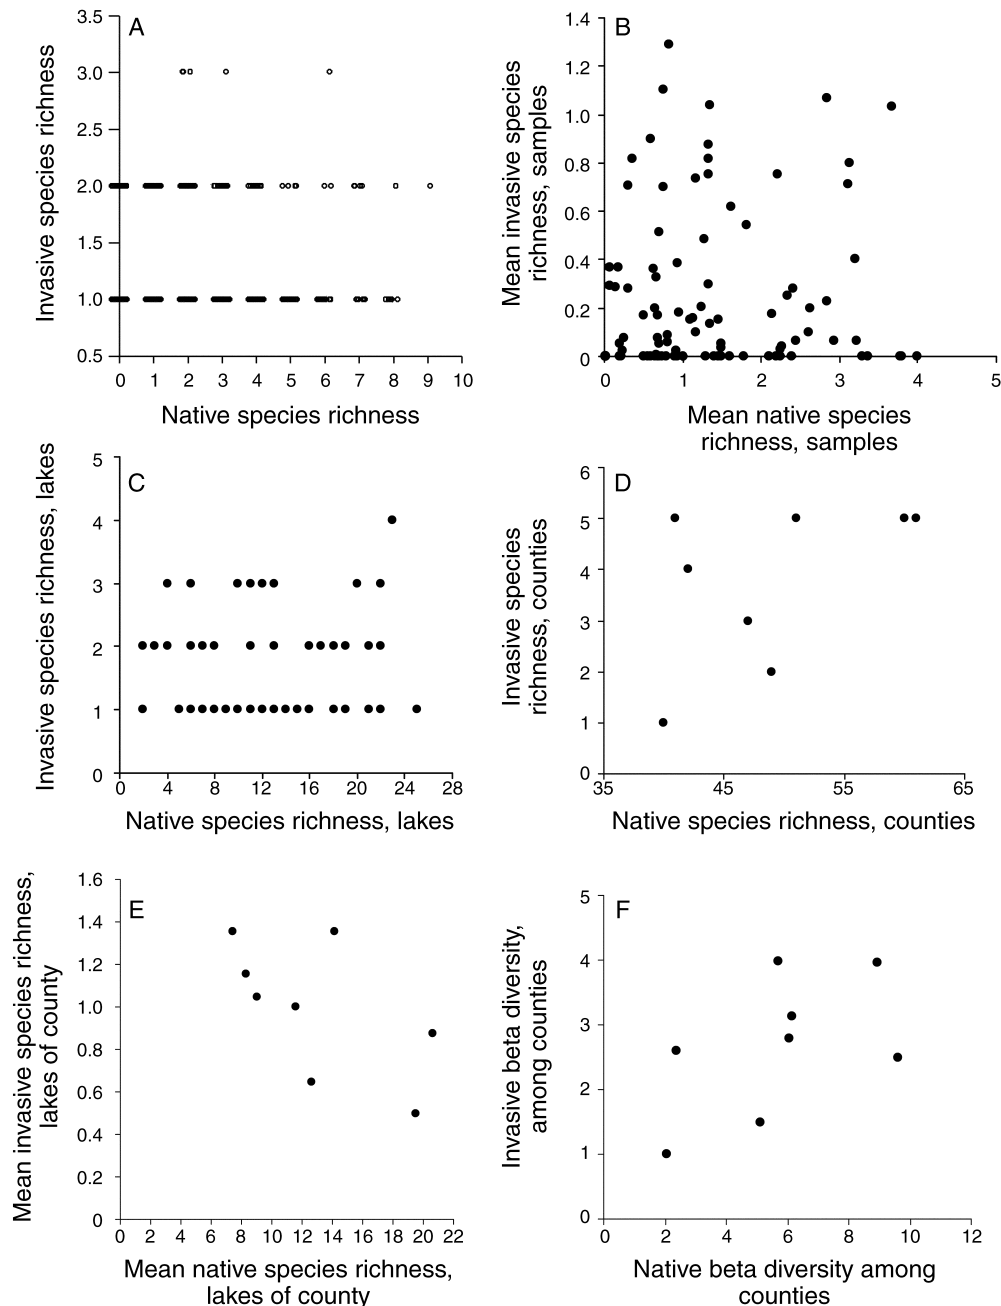 A
Invasive species richness
3.5
3.0
2.5
2.0
1.5
1.0
0.5
0 1 2 3 4 5 6 7 8 9 10
Native species richness
B
Mean invasive species
richness, samples
1.4
1.2
1.0
0.8
0.6
0.4
0.2
0
0 1 2 3 4 5
Mean native species
richness, samples
C
Invasive species richness, lakes
5
4
3
2
1
0
0 4 8 12 16 20 24 28
Native species richness, lakes
D
Invasive species
richness, counties
6
5
4
3
2
1
0
35 45 55 65
Native species richness, counties
E
Mean invasive species richness,
lakes of county
1.6
1.4
1.2
1.0
0.8
0.6
0.4
0.2
0
0 2 4 6 8 10 12 14 16 18 20 22
Mean native species richness,
lakes of county
F
Invasive beta diversity,
among counties
5
4
3
2
1
0
0 2 4 6 8 10 12
Native beta diversity among
counties